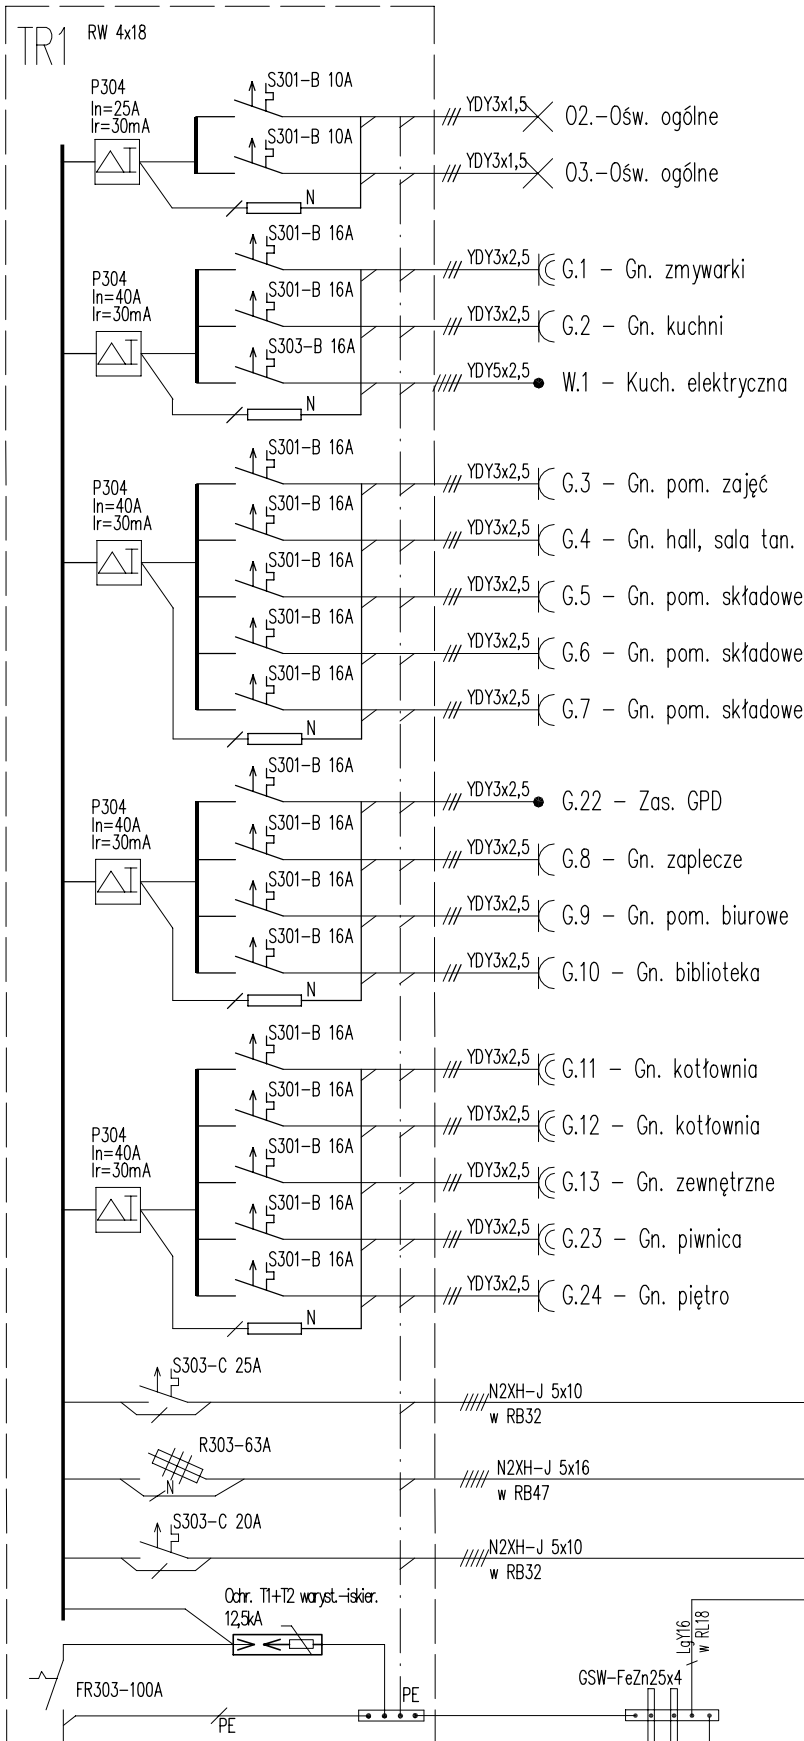 TR1 RW 4x18
P304
In=25A
Ir=30mA
S301-B 10A
YDY3x1,5
O2.-Ośw. ogólne
S301-B 10A
YDY3x1,5
O3.-Ośw. ogólne
N
P304
In=40A
Ir=30mA
S301-B 16A
YDY3x2,5
G.1 - Gn. zmywarki
S301-B 16A
YDY3x2,5
G.2 - Gn. kuchni
S303-B 16A
YDY5x2,5
W.1 - Kuch. elektryczna
N
P304
In=40A
Ir=30mA
S301-B 16A
YDY3x2,5
G.3 - Gn. pom. zajęć
S301-B 16A
YDY3x2,5
G.4 - Gn. hall, sala tan.
S301-B 16A
YDY3x2,5
G.5 - Gn. pom. składowe
S301-B 16A
YDY3x2,5
G.6 - Gn. pom. składowe
S301-B 16A
YDY3x2,5
G.7 - Gn. pom. składowe
N
P304
In=40A
Ir=30mA
S301-B 16A
YDY3x2,5
G.22 - Zas. GPD
S301-B 16A
YDY3x2,5
G.8 - Gn. zaplecze
S301-B 16A
YDY3x2,5
G.9 - Gn. pom. biurowe
S301-B 16A
YDY3x2,5
G.10 - Gn. biblioteka
N
P304
In=40A
Ir=30mA
S301-B 16A
YDY3x2,5
G.11 - Gn. kotłownia
S301-B 16A
YDY3x2,5
G.12 - Gn. kotłownia
S301-B 16A
YDY3x2,5
G.13 - Gn. zewnętrzne
S301-B 16A
YDY3x2,5
G.23 - Gn. piwnica
S301-B 16A
YDY3x2,5
G.24 - Gn. piętro
N
S303-C 25A
N2XH-J 5x10
w RB32
R303-63A
N
N2XH-J 5x16
w RB47
S303-C 20A
N2XH-J 5x10
w RB32
Ochr. T1+T2 waryst.-iskier.
12,5kA
LgY16
w RL18
GSW-FeZn25x4
FR303-100A
PE
PE